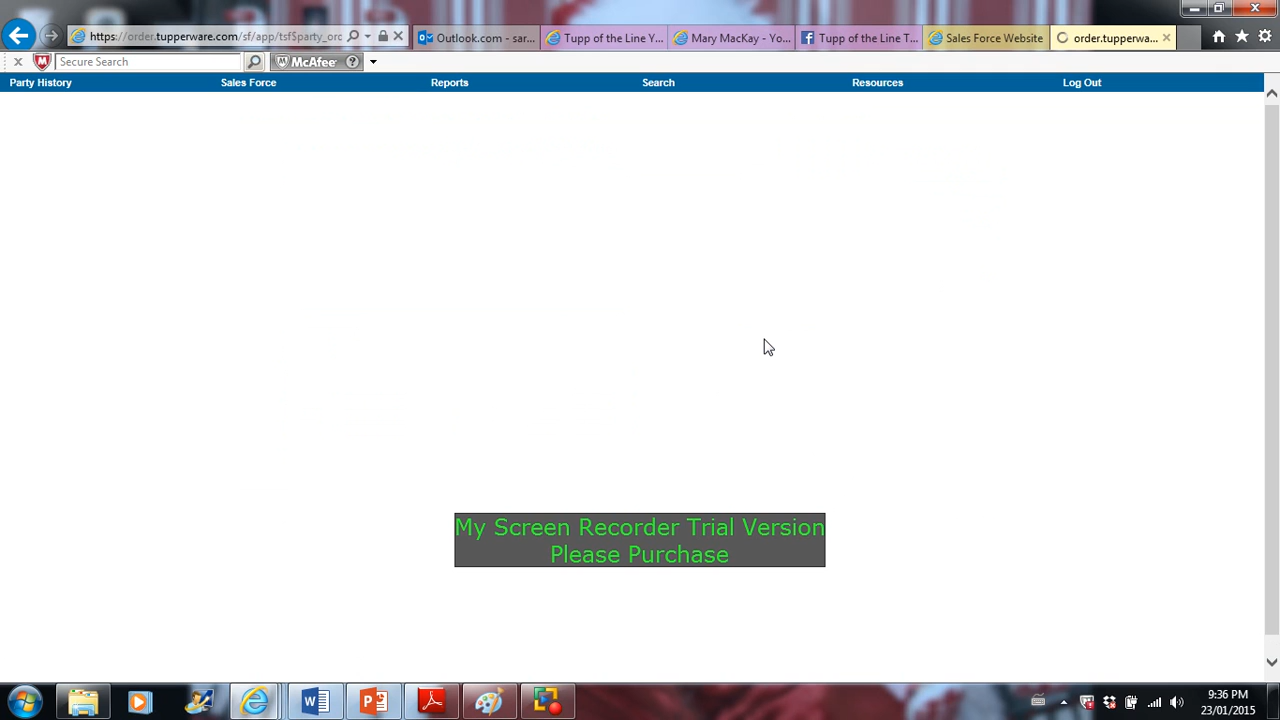 https://order.tupperware.com/sf/app/tsf$party_orc
Outlook.com - sar...
Tupp of the Line Y...
Mary MacKay - Yo...
Tupp of the Line T...
Sales Force Website
order.tupperwa...
Secure Search
McAfee
Party History
Sales Force
Reports
Search
Resources
Log Out
My Screen Recorder Trial Version
Please Purchase
9:36 PM
23/01/2015